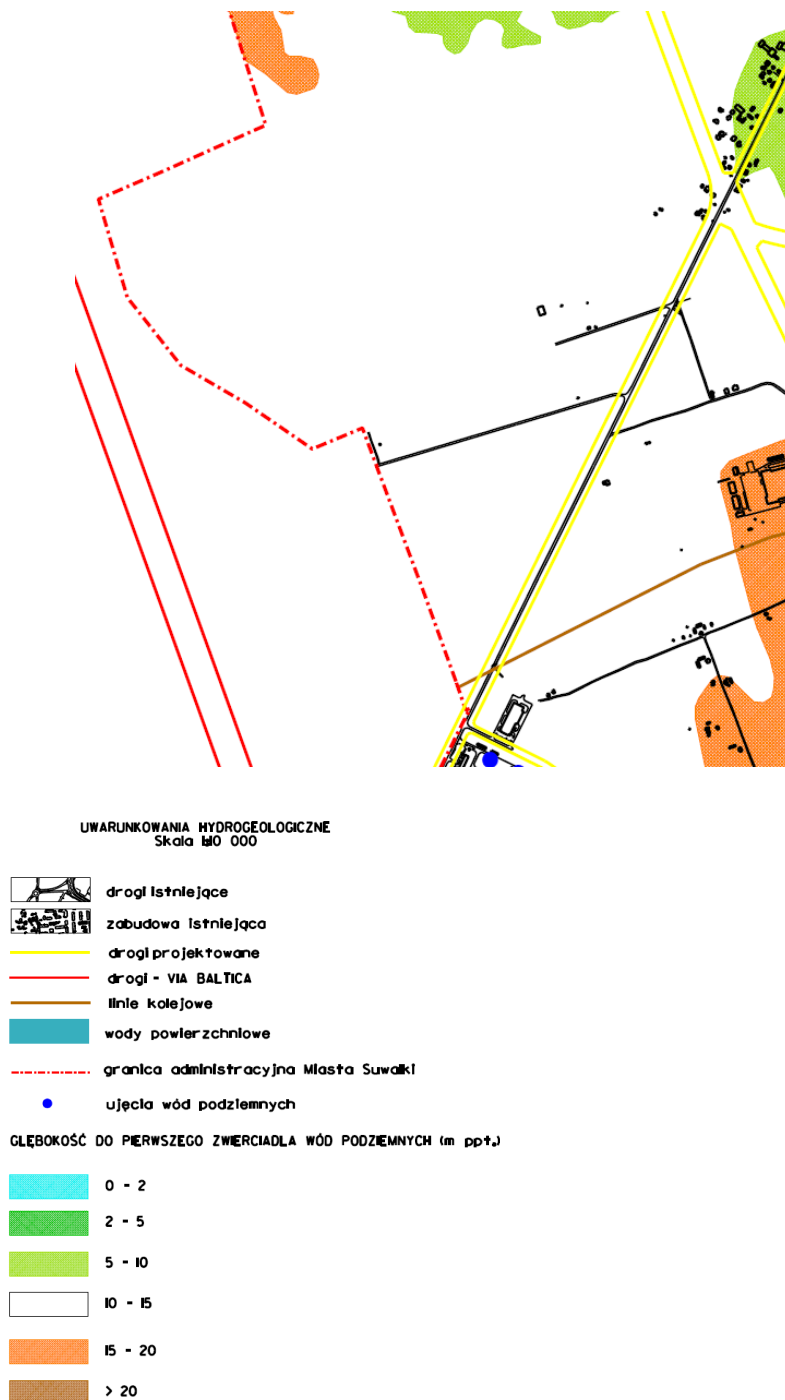 UWARUNKOWANIA HYDROGEOLOGICZNE
Skala 000
drogi istniejące
zabudowa istniejąca
drogi projektowane
drogi - VIA BALTICA
linie kolejowe
wody powierzchniowe
granica administracyjna Miasta Suwałki
ujęcia wód podziemnych
GŁĘBOKOŚĆ DO PIERWSZEGO ZWIERCIADŁA WÓD PODZIEMNYCH (m ppt.)
0 - 2
2 - 5
5 - 10
10 - 15
15 - 20
> 20